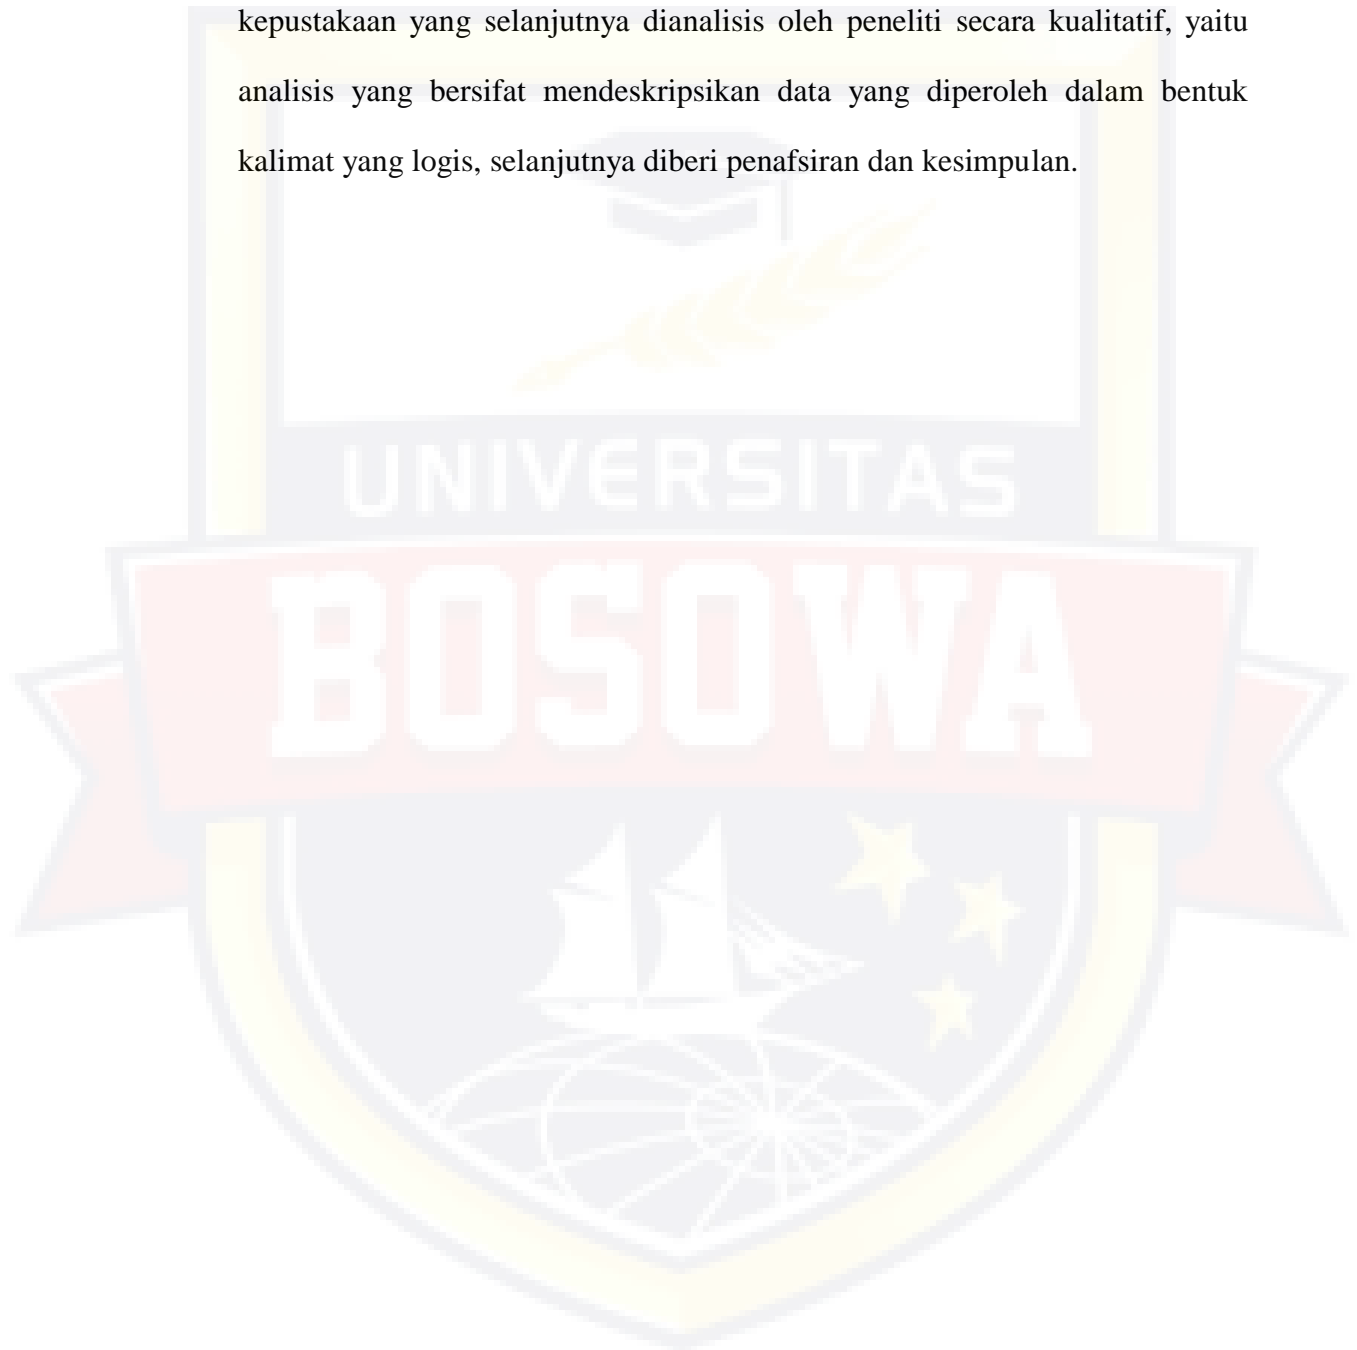 kepustakaan yang selanjutnya dianalisis oleh peneliti secara kualitatif, yaitu
analisis yang bersifat mendeskripsikan data yang diperoleh dalam bentuk
kalimat yang logis, selanjutnya diberi penafsiran dan kesimpulan.
UNIVERSITAS
BOSOWA